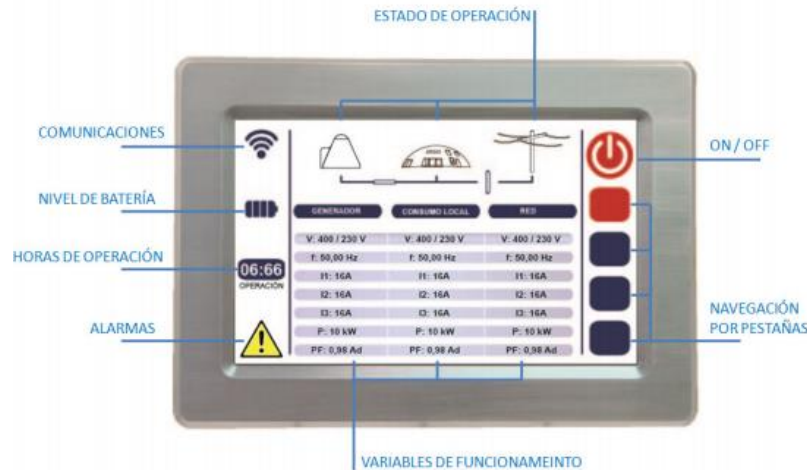 ESTADO DE OPERACIÓN
COMUNICACIONES
ON / OFF
NIVEL DE BATERÍA
GENERADOR
CONSUMO LOCAL
RED
V: 400 / 230 V
V: 400 / 230 V
V: 400 / 230 V
f: 50,00 Hz
f: 50,00 Hz
f: 50,00 Hz
HORAS DE OPERACIÓN
06:66
OPERACIÓN
I1: 16A
I1: 16A
I1: 16A
I2: 16A
I2: 16A
I2: 16A
I3: 16A
I3: 16A
I3: 16A
NAVEGACIÓN
POR PESTAÑAS
ALARMAS
P: 10 kW
P: 10 kW
P: 10 kW
PF: 0,98 Ad
PF: 0,98 Ad
PF: 0,98 Ad
VARIABLES DE FUNCIONAMEINTO